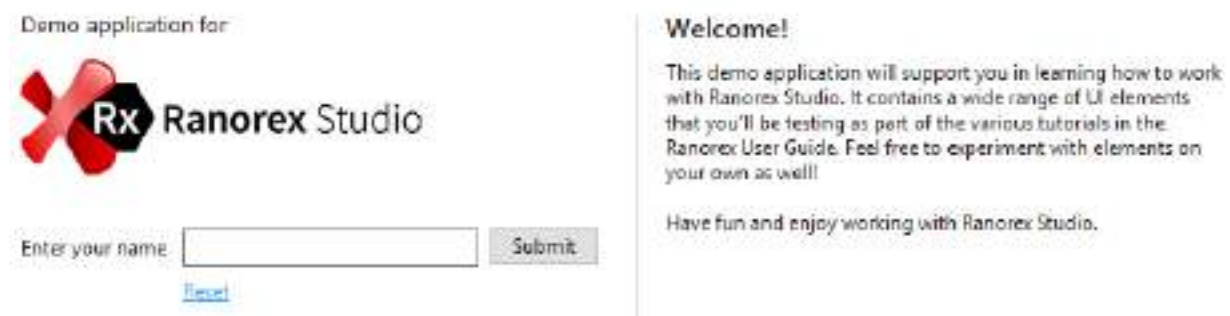 Demo application for
Rx Ranorex Studio
Enter your name
Submit
Reset
Welcome!
This demo application will support you in learning how to work
with Ranorex Studio. It contains a wide range of UI elements
that you'll be testing as part of the various tutorials in the
Ranorex User Guide. Feel free to experiment with elements on
your own as well!
Have fun and enjoy working with Ranorex Studio.